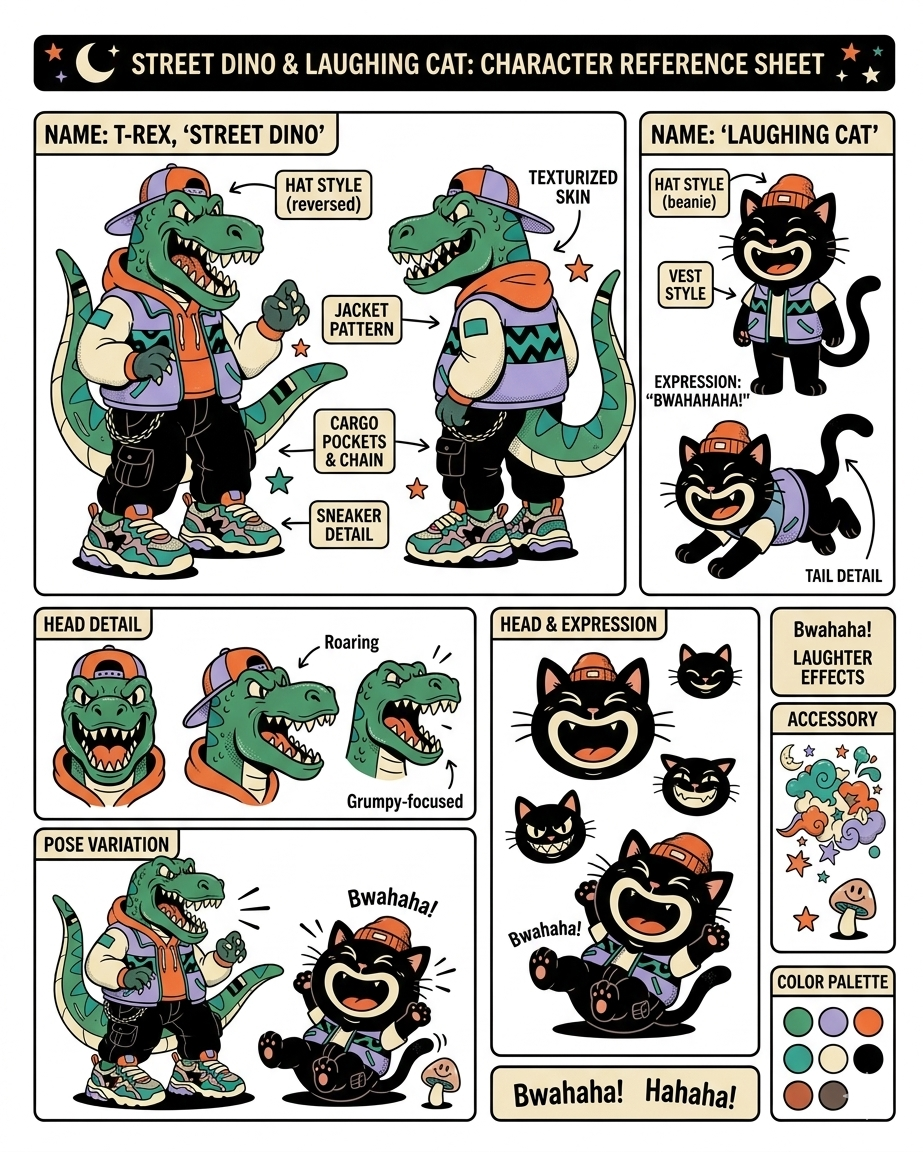 STREET DINO & LAUGHING CAT: CHARACTER REFERENCE SHEET
NAME: T-REX, 'STREET DINO'
HAT STYLE
(reversed)
TEXTURIZED
SKIN
JACKET
PATTERN
CARGO
POCKETS
& CHAIN
SNEAKER
DETAIL
NAME: 'LAUGHING CAT'
HAT STYLE
(beanie)
VEST
STYLE
EXPRESSION:
"BWAHAHAHA!"
TAIL DETAIL
HEAD DETAIL
Roaring
Grumpy-focused
POSE VARIATION
Bwahaha!
HEAD & EXPRESSION
Bwahaha!
Bwahaha! Hahaha!
Bwahaha!
LAUGHTER
EFFECTS
ACCESSORY
COLOR PALETTE